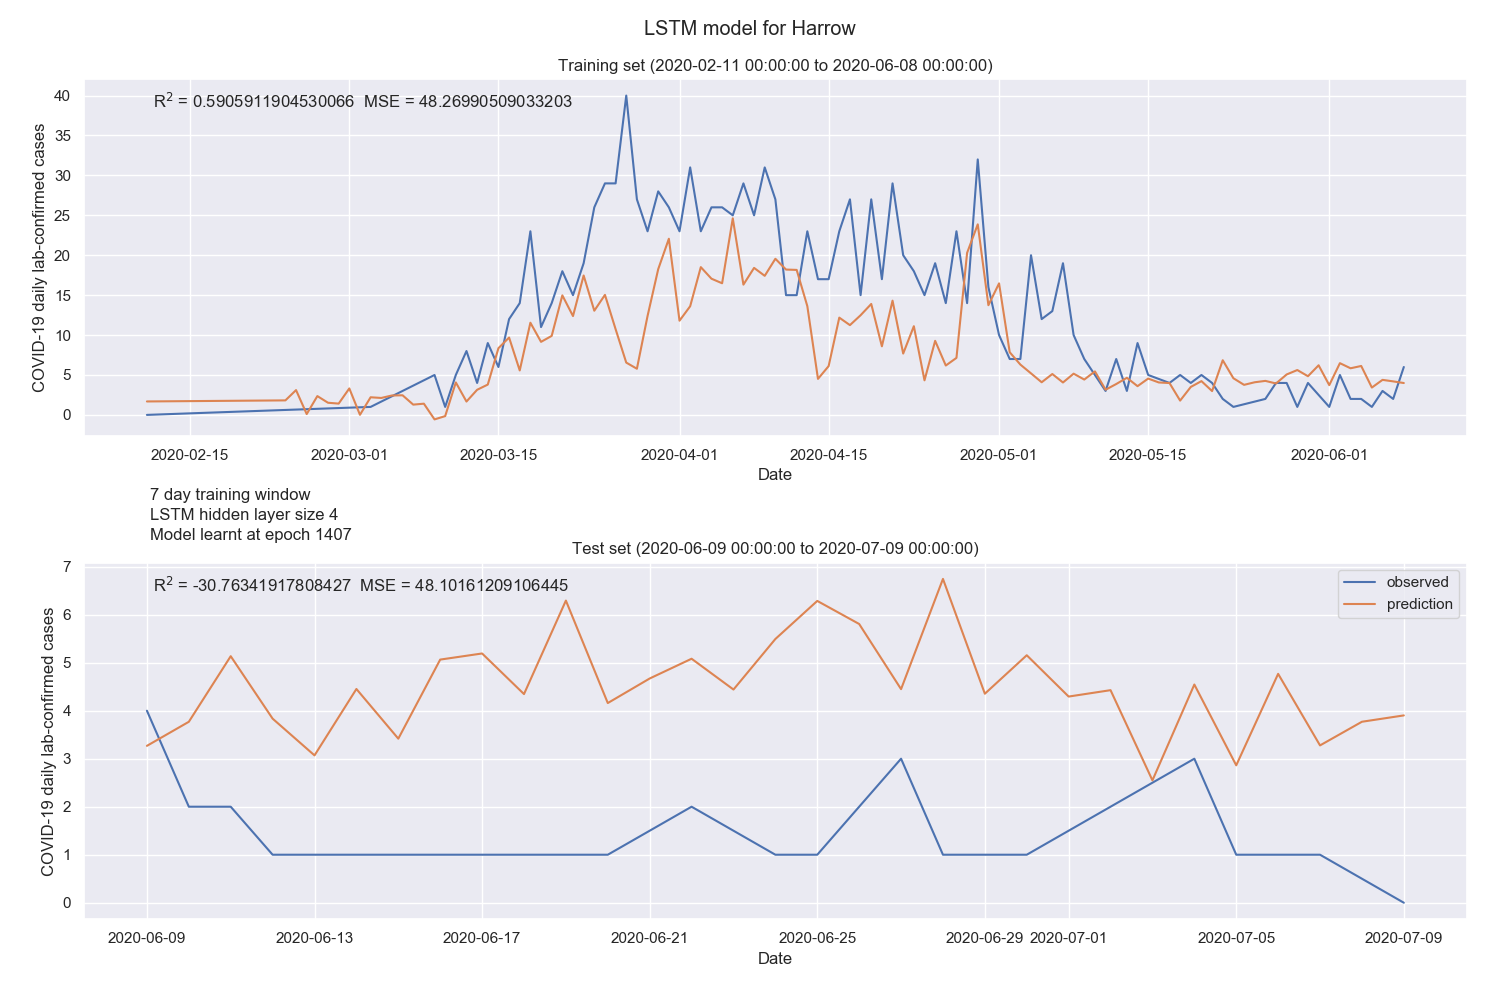 LSTM model for Harrow
Training set (2020-02-11 00:00:00 to 2020-06-08 00:00:00)
R² = 0.5905911904530066 MSE = 48.26990509033203
COVID-19 daily lab-confirmed cases
40
35
30
25
20
15
10
5
0
2020-02-15 2020-03-01 2020-03-15 2020-04-01 2020-04-15 2020-05-01 2020-05-15 2020-06-01
Date
7 day training window
LSTM hidden layer size 4
Model learnt at epoch 1407
Test set (2020-06-09 00:00:00 to 2020-07-09 00:00:00)
R² = -30.76341917808427 MSE = 48.10161209106445
observed
prediction
COVID-19 daily lab-confirmed cases
7
6
5
4
3
2
1
0
2020-06-09 2020-06-13 2020-06-17 2020-06-21 2020-06-25 2020-06-29 2020-07-01 2020-07-05 2020-07-09
Date